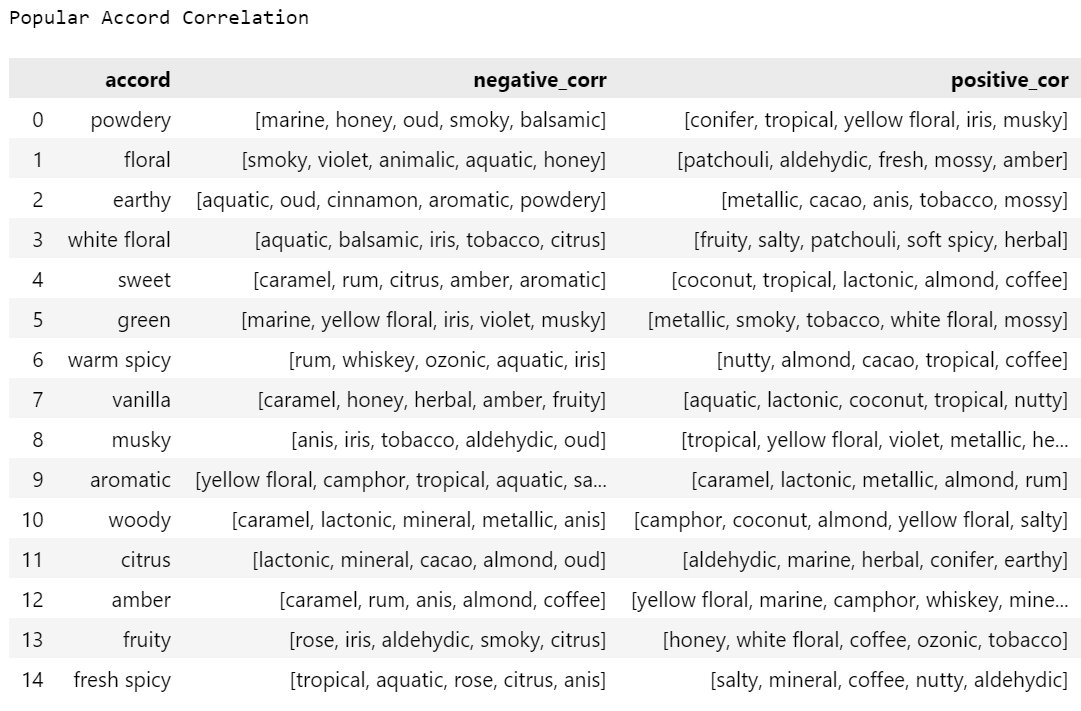 Popular Accord Correlation
accord negative_corr positive_cor
0 powdery [marine, honey, oud, smoky, balsamic] [conifer, tropical, yellow floral, iris, musky]
1 floral [smoky, violet, animalic, aquatic, honey] [patchouli, aldehydic, fresh, mossy, amber]
2 earthy [aquatic, oud, cinnamon, aromatic, powdery] [metallic, cacao, anis, tobacco, mossy]
3 white floral [aquatic, balsamic, iris, tobacco, citrus] [fruity, salty, patchouli, soft spicy, herbal]
4 sweet [caramel, rum, citrus, amber, aromatic] [coconut, tropical, lactonic, almond, coffee]
5 green [marine, yellow floral, iris, violet, musky] [metallic, smoky, tobacco, white floral, mossy]
6 warm spicy [rum, whiskey, ozonic, aquatic, iris] [nutty, almond, cacao, tropical, coffee]
7 vanilla [caramel, honey, herbal, amber, fruity] [aquatic, lactonic, coconut, tropical, nutty]
8 musky [anis, iris, tobacco, aldehydic, oud] [tropical, yellow floral, violet, metallic, he...
9 aromatic [yellow floral, camphor, tropical, aquatic, sa... [caramel, lactonic, metallic, almond, rum]
10 woody [caramel, lactonic, mineral, metallic, anis] [camphor, coconut, almond, yellow floral, salty]
11 citrus [lactonic, mineral, cacao, almond, oud] [aldehydic, marine, herbal, conifer, earthy]
12 amber [caramel, rum, anis, almond, coffee] [yellow floral, marine, camphor, whiskey, mine...
13 fruity [rose, iris, aldehydic, smoky, citrus] [honey, white floral, coffee, ozonic, tobacco]
14 fresh spicy [tropical, aquatic, rose, citrus, anis] [salty, mineral, coffee, nutty, aldehydic]